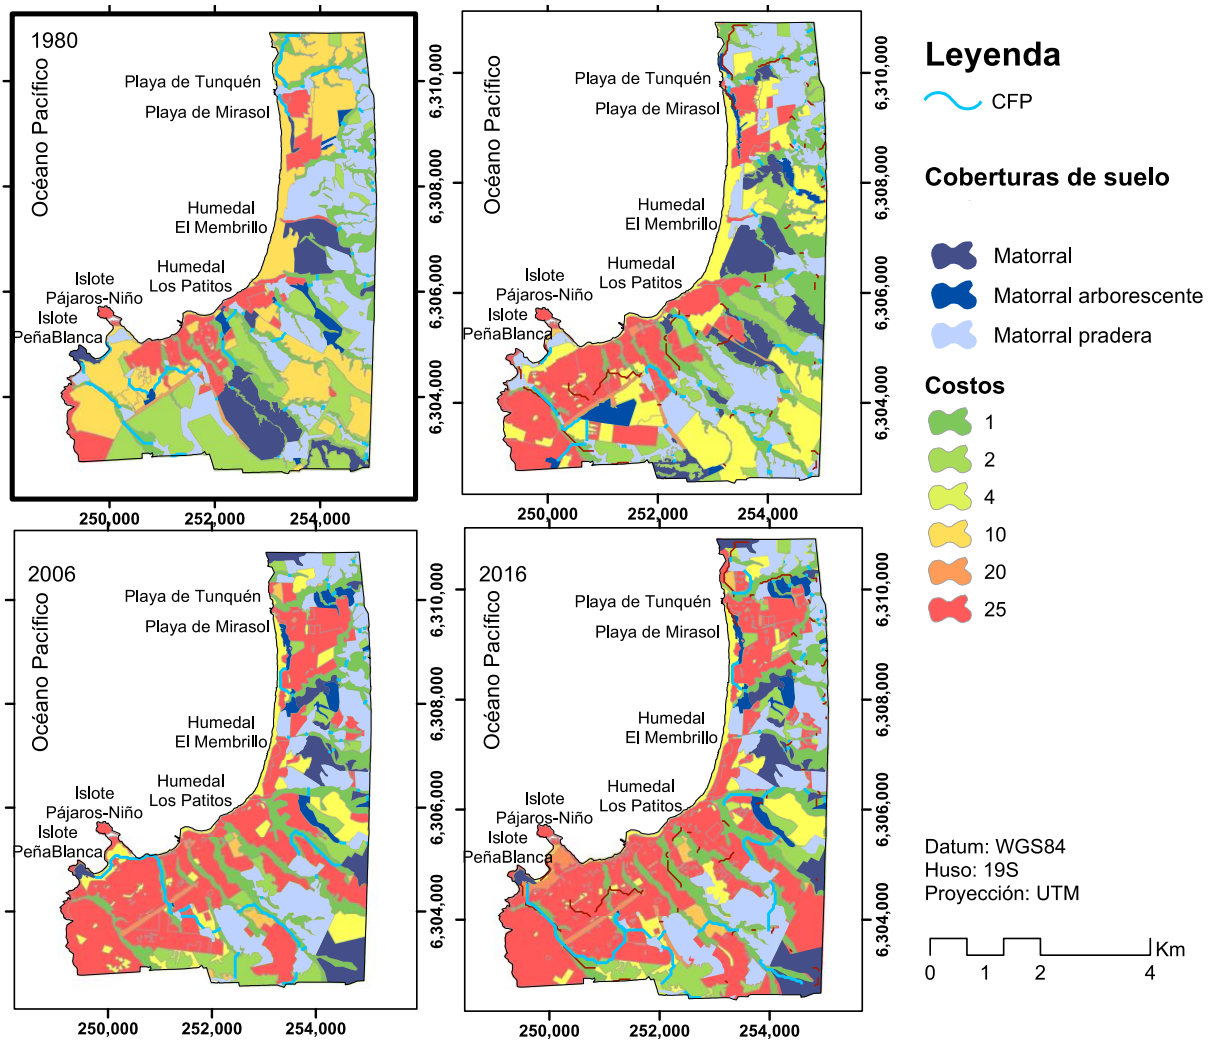 1980
Océano Pacífico
Playa de Tunquén
Playa de Mirasol
Humedal
El Membrillo
Humedal
Los Patitos
Islote
Pájaros-Niño
Islote
PeñaBlanca
6,310,000
6,308,000
6,306,000
6,304,000
250,000
252,000
254,000
Océano Pacífico
Playa de Tunquén
Playa de Mirasol
Humedal
El Membrillo
Humedal
Los Patitos
Islote
Pájaros-Niño
Islote
PeñaBlanca
6,310,000
6,308,000
6,306,000
6,304,000
250,000
252,000
254,000
2006
Océano Pacífico
Playa de Tunquén
Playa de Mirasol
Humedal
El Membrillo
Humedal
Los Patitos
Islote
Pájaros-Niño
Islote
PeñaBlanca
6,310,000
6,308,000
6,306,000
6,304,000
250,000
252,000
254,000
2016
Océano Pacífico
Playa de Tunquén
Playa de Mirasol
Humedal
El Membrillo
Humedal
Los Patitos
Islote
Pájaros-Niño
Islote
PeñaBlanca
6,310,000
6,308,000
6,306,000
6,304,000
250,000
252,000
254,000
Leyenda
CFP
Coberturas de suelo
Matorral
Matorral arborescente
Matorral pradera
Costos
1
2
4
10
20
25
Datum: WGS84
Huso: 19S
Proyección: UTM
Km
0 1 2 4